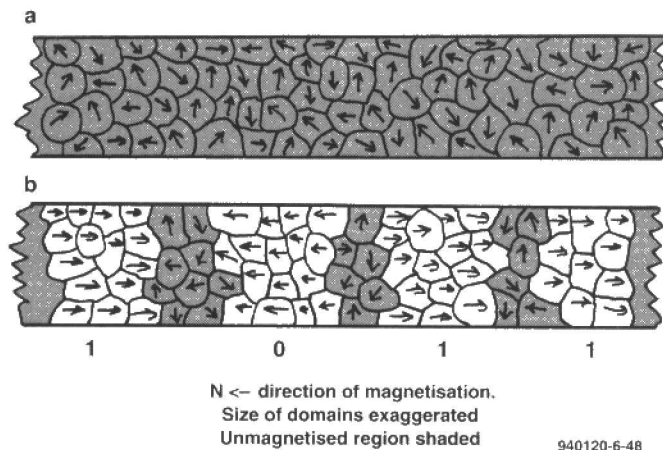 a
b
1 0 1 1
N <– direction of magnetisation.
Size of domains exaggerated
Unmagnetised region shaded
940120-6-48